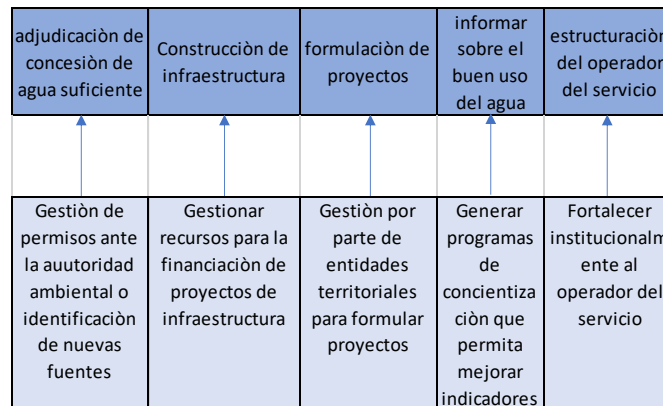 adjudicaciòn de
concesiòn de
agua suficiente
Construcciòn de
infraestructura
formulaciòn de
proyectos
informar
sobre el
buen uso
del agua
estructuraciòn
del operador
del servicio
Gestiòn de
permisos ante
la auutoridad
ambiental o
identificaciòn
de nuevas
fuentes
Gestionar
recursos para la
financiaciòn de
proyectos de
infraestructura
Gestiòn por
parte de
entidades
territoriales
para formular
proyectos
Generar
programas
de
concientiza
ciòn que
permita
mejorar
indicadores
Fortalecer
institucionalm
ente al
operador del
servicio